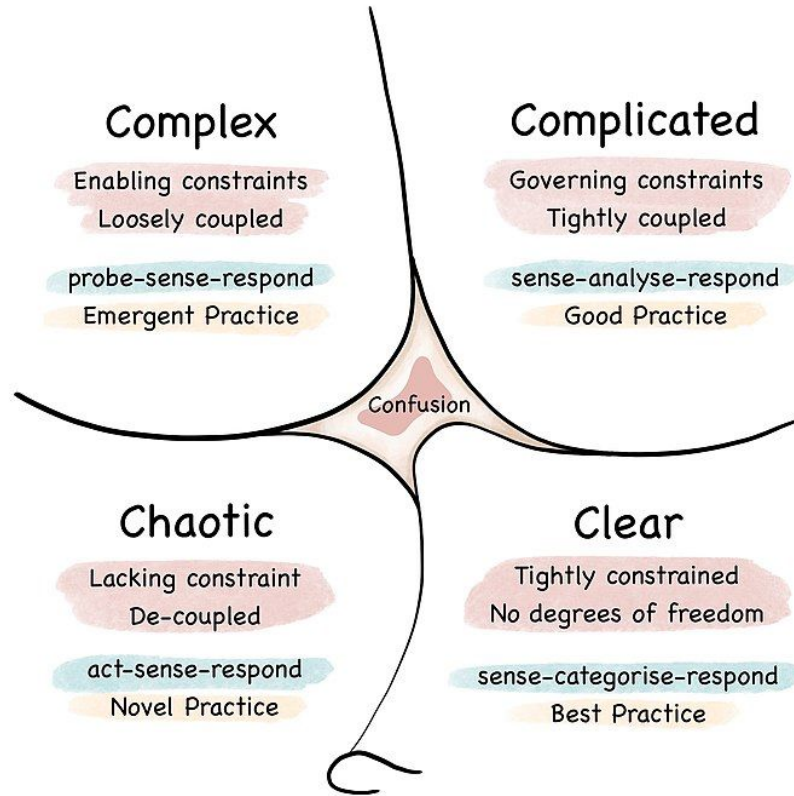 Complex
Enabling constraints
Loosely coupled
probe-sense-respond
Emergent Practice
Complicated
Governing constraints
Tightly coupled
sense-analyse-respond
Good Practice
Confusion
Chaotic
Lacking constraint
De-coupled
act-sense-respond
Novel Practice
Clear
Tightly constrained
No degrees of freedom
sense-categorise-respond
Best Practice